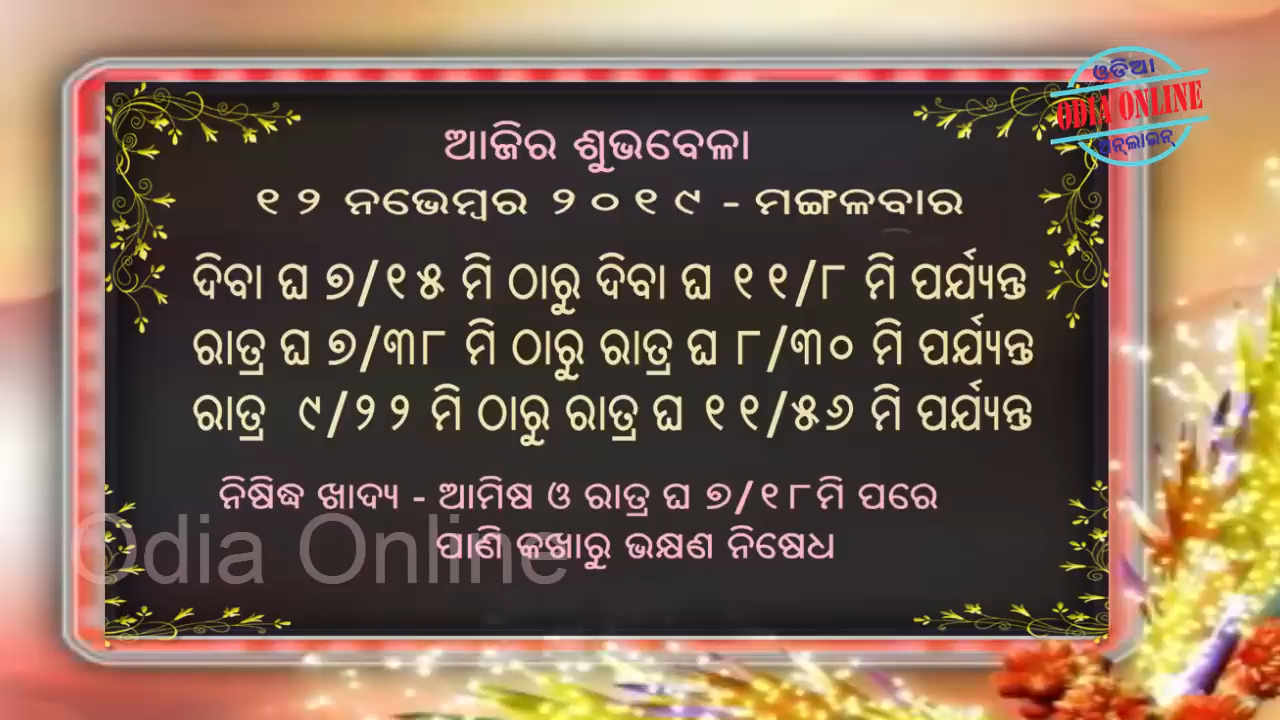 ଓଡିଆ
ODIA ONLINE
ଅନ୍‌ଲାଇନ୍
ଆଜିର ଶୁଭବେଳା
୧୨ ନଭେମ୍ବର ୨୦୧୯ - ମଙ୍ଗଳବାର
ଦିବା ଘ ୭/୧୫ ମି ଠାରୁ ଦିବା ଘ ୧୧/୮ ମି ପର୍ଯ୍ୟନ୍ତ
ରାତ୍ର ଘ ୭/୩୮ ମି ଠାରୁ ରାତ୍ର ଘ ୮/୩୦ ମି ପର୍ଯ୍ୟନ୍ତ
ରାତ୍ର ୯/୨୨ ମି ଠାରୁ ରାତ୍ର ଘ ୧୧/୫୬ ମି ପର୍ଯ୍ୟନ୍ତ
ନିଷିଦ୍ଧ ଖାଦ୍ୟ - ଆମିଷ ଓ ରାତ୍ର ଘ ୭/୧୮ମି ପରେ
ପାଣି କଖାରୁ ଭକ୍ଷଣ ନିଷେଧ
Odia Online